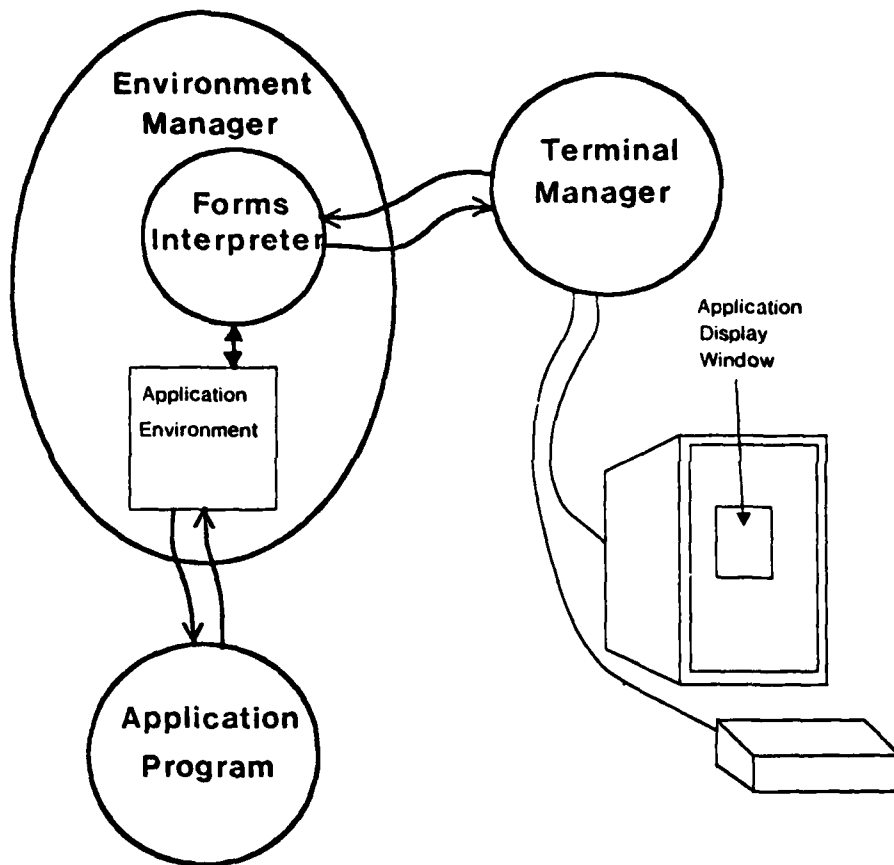 Environment
Manager
Forms
Interpreter
Terminal
Manager
Application
Display
Window
Application
Environment
Application
Program